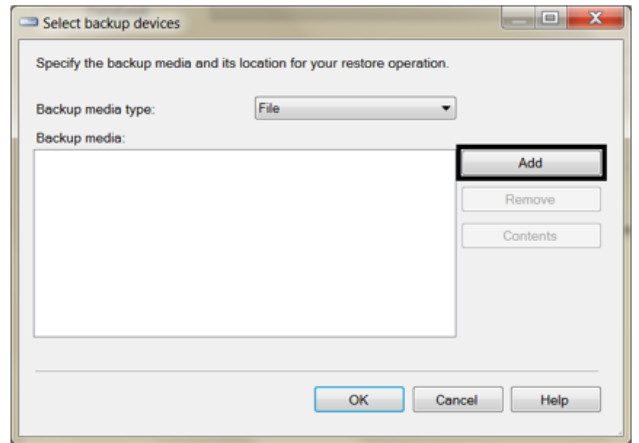 Select backup devices
Specify the backup media and its location for your restore operation.
Backup media type:
File
Backup media:
Add
Remove
Contents
OK
Cancel
Help